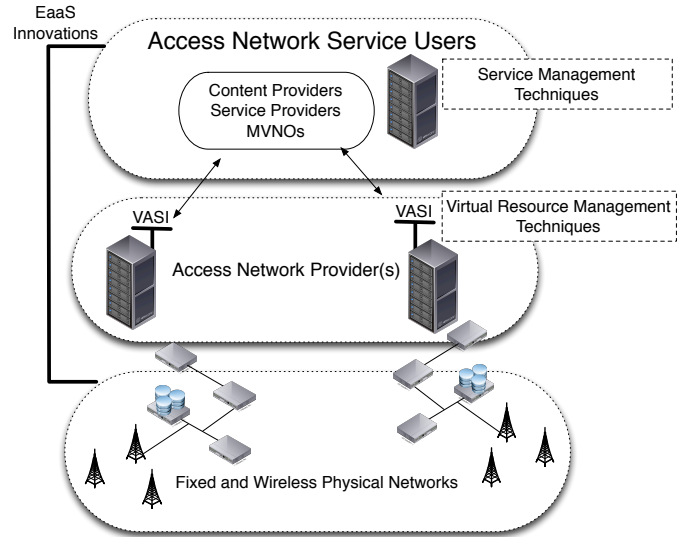 EaaS
Innovations
Access Network Service Users
Content Providers
Service Providers
MVNOs
Service Management
Techniques
VASI
VASI
Virtual Resource Management
Techniques
Access Network Provider(s)
Fixed and Wireless Physical Networks